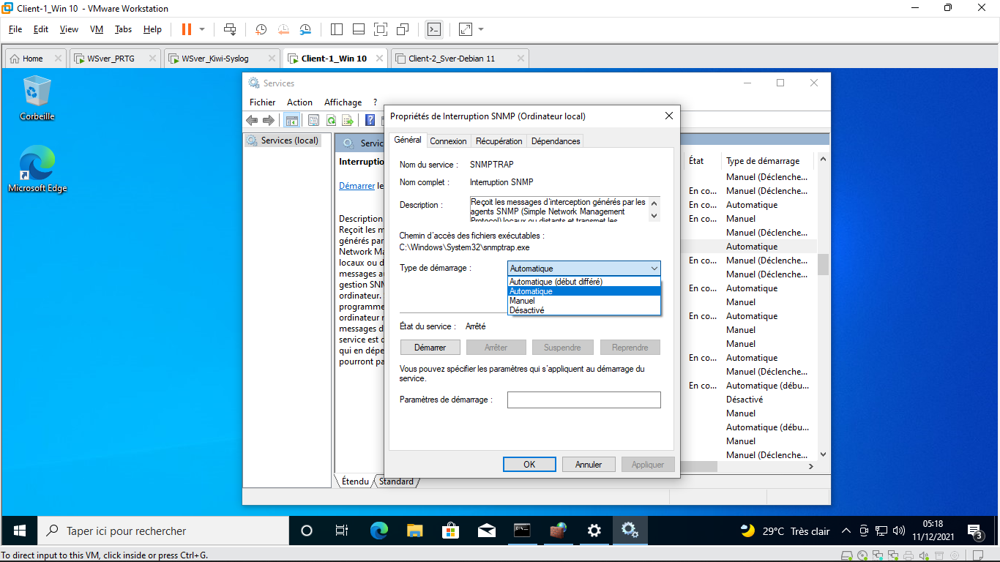 Client-1_Win 10 - VMware Workstation
File Edit View VM Tabs Help
Home WSver_PRTG WSver_Kiwi-Syslog Client-1_Win 10 Client-2_Sver-Debian 11
Corbeille
Microsoft Edge
Services
Fichier Action Affichage ?
Services (local)
Servic
Interruptio
Démarrer le
Description
Reçoit les m
générés par
Network Ma
locaux ou d
messages au
gestion SNM
ordinateur.
programme
ordinateur n
messages d
service est d
qui en dépe
pourront pa
Étendu Standard
Propriétés de Interruption SNMP (Ordinateur local)
Général Connexion Récupération Dépendances
Nom du service : SNMPTRAP
Nom complet : Interruption SNMP
Description : Reçoit les messages d'interception générés par les
agents SNMP (Simple Network Management
Protocol) locaux ou distants et transmet les
Chemin d'accès des fichiers exécutables :
C:\Windows\System32\snmptrap.exe
Type de démarrage : Automatique
Automatique (début différé)
Automatique
Manuel
Désactivé
État du service : Arrêté
Démarrer Arrêter Suspendre Reprendre
Vous pouvez spécifier les paramètres qui s'appliquent au démarrage du
service.
Paramètres de démarrage :
OK Annuler Appliquer
État Type de démarrage
Manuel (Déclenche...
En co... Manuel (Déclenche...
En co... Automatique
En co... Manuel
Manuel (Déclenche...
Automatique
En co... Manuel (Déclenche...
Manuel (Déclenche...
En co... Automatique
Manuel
En co... Automatique
Manuel
Manuel
En co... Automatique
Manuel (Déclenche...
En co... Automatique (débu...
Désactivé
Manuel
Automatique (débu...
Manuel
Manuel (Déclenche...
Taper ici pour rechercher
29°C Très clair
05:18
11/12/2021
3
To direct input to this VM, click inside or press Ctrl+G.